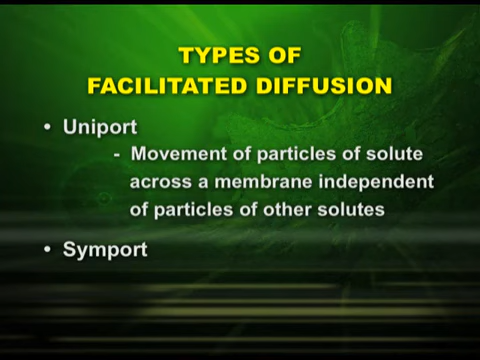 TYPES OF
FACILITATED DIFFUSION
• Uniport
- Movement of particles of solute
across a membrane independent
of particles of other solutes
• Symport